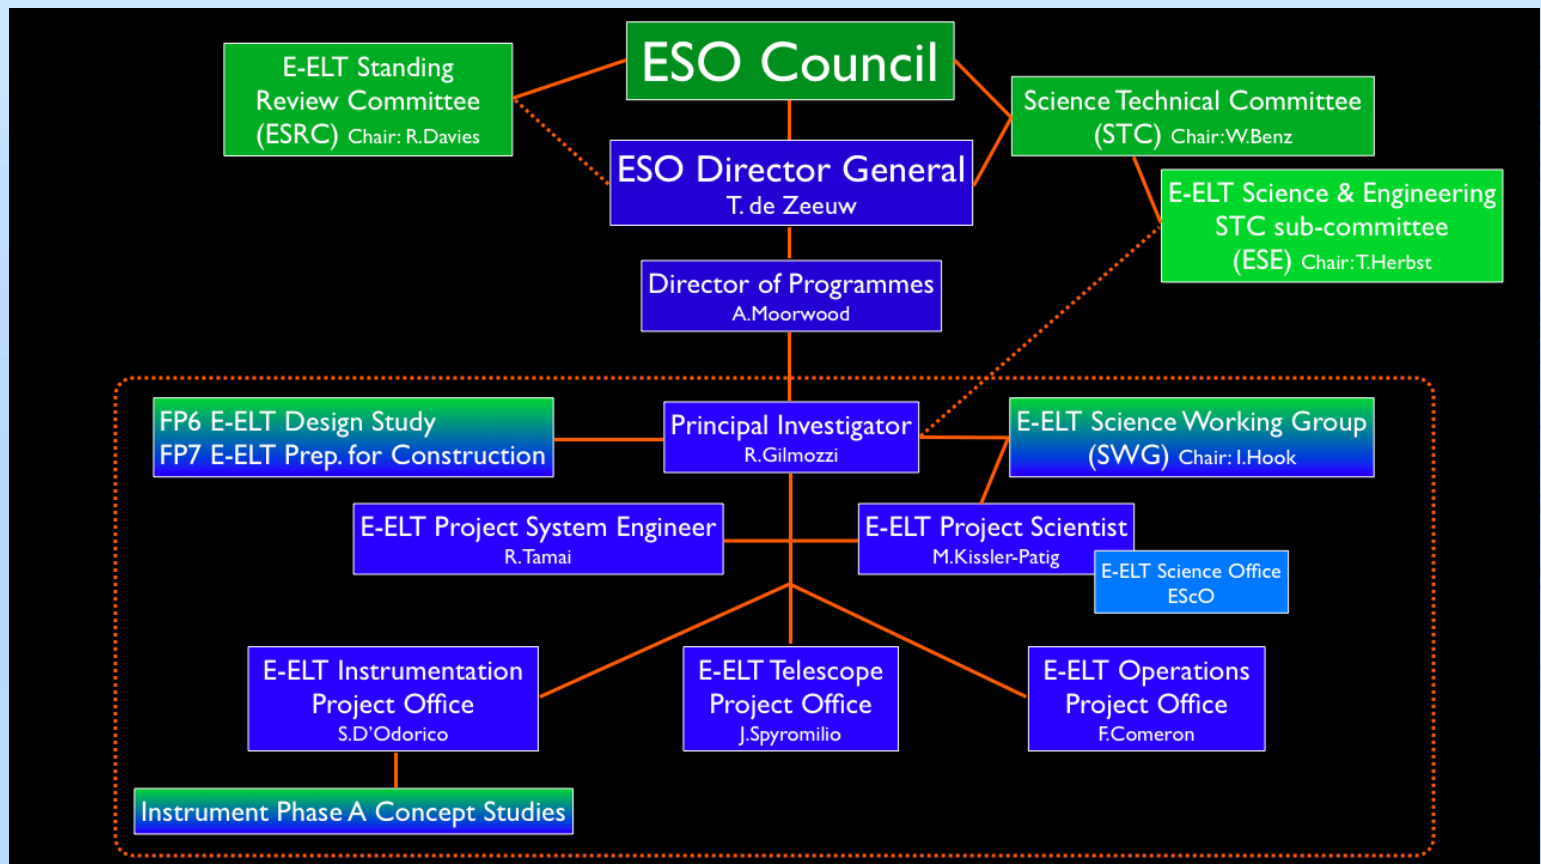 ESO Council
E-ELT Standing
Review Committee
(ESRC) Chair: R.Davies
Science Technical Committee
(STC) Chair:W.Benz
ESO Director General
T. de Zeeuw
E-ELT Science & Engineering
STC sub-committee
(ESE) Chair:T.Herbst
Director of Programmes
A.Moorwood
FP6 E-ELT Design Study
FP7 E-ELT Prep. for Construction
Principal Investigator
R.Gilmozzi
E-ELT Science Working Group
(SWG) Chair: I.Hook
E-ELT Project System Engineer
R.Tamai
E-ELT Project Scientist
M.Kissler-Patig
E-ELT Science Office
EScO
E-ELT Instrumentation
Project Office
S.D'Odorico
E-ELT Telescope
Project Office
J.Spyromilio
E-ELT Operations
Project Office
F.Comeron
Instrument Phase A Concept Studies